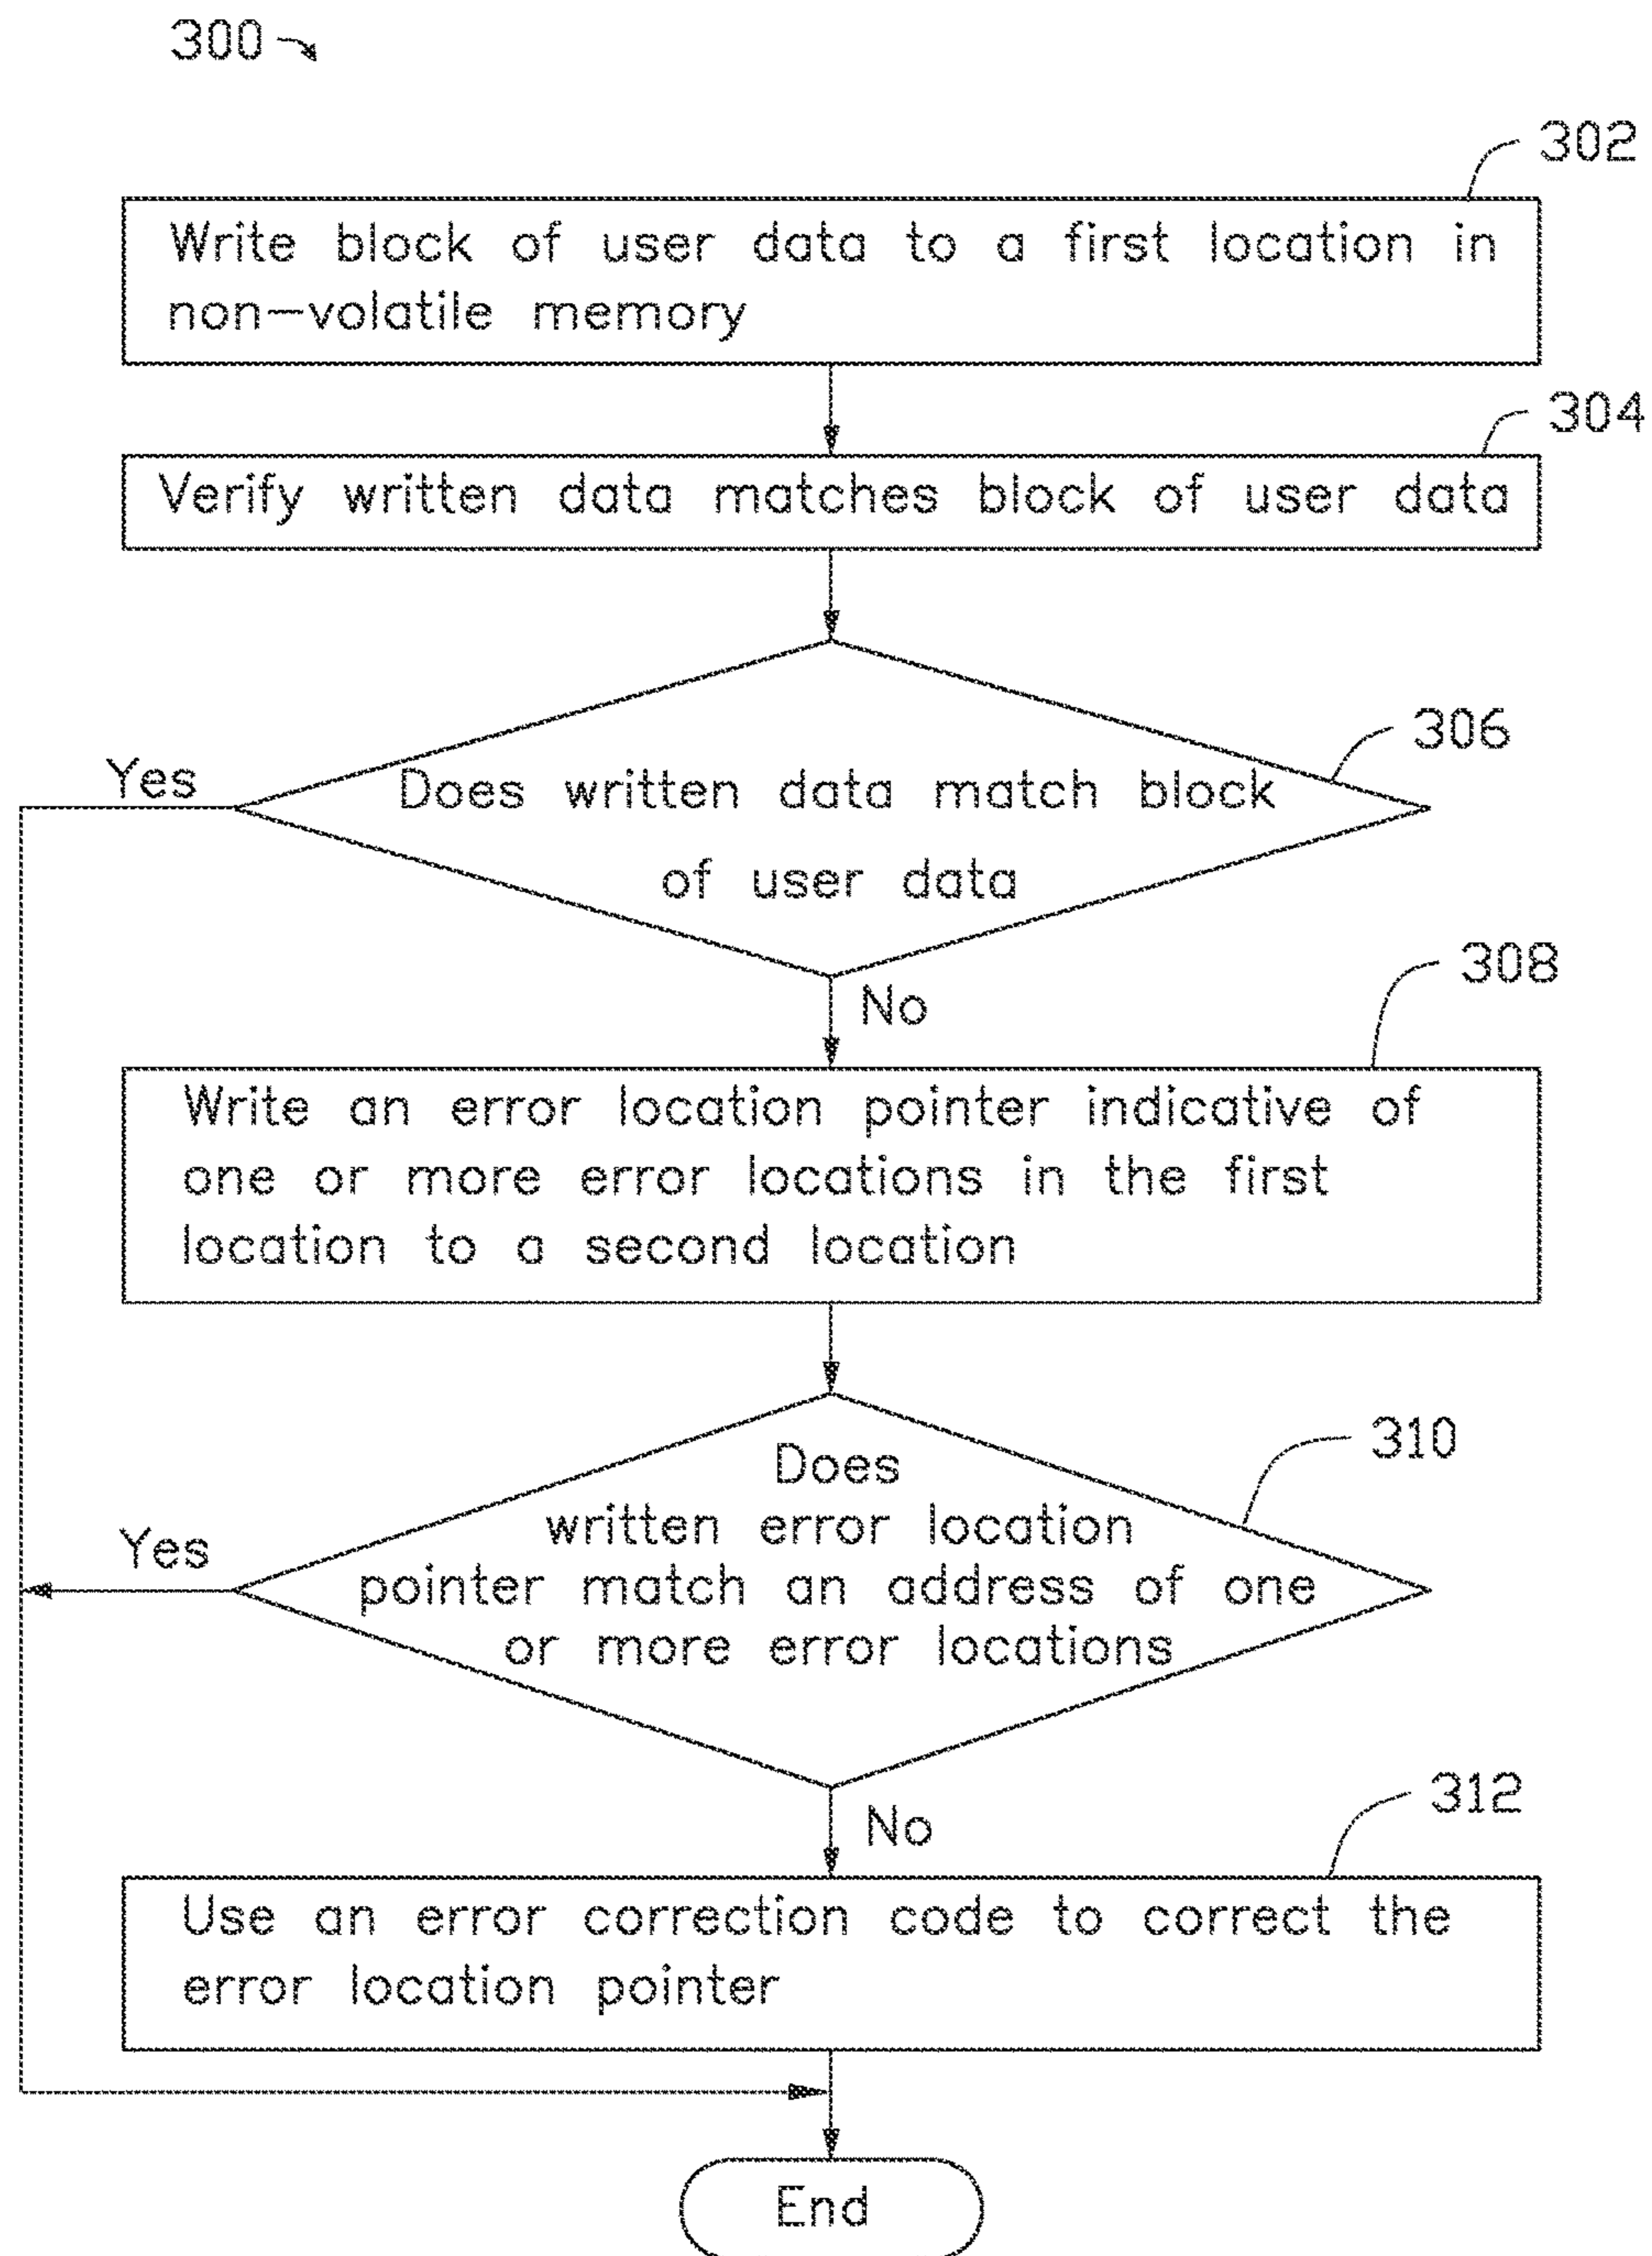 300
302
Write block of user data to a first location in
non-volatile memory
304
Verify written data matches block of user data
306
Yes
Does written data match block
of user data
No
308
Write an error location pointer indicative of
one or more error locations in the first
location to a second location
310
Does
written error location
Yes
pointer match an address of one
or more error locations
No
312
Use an error correction code to correct the
error location pointer
End